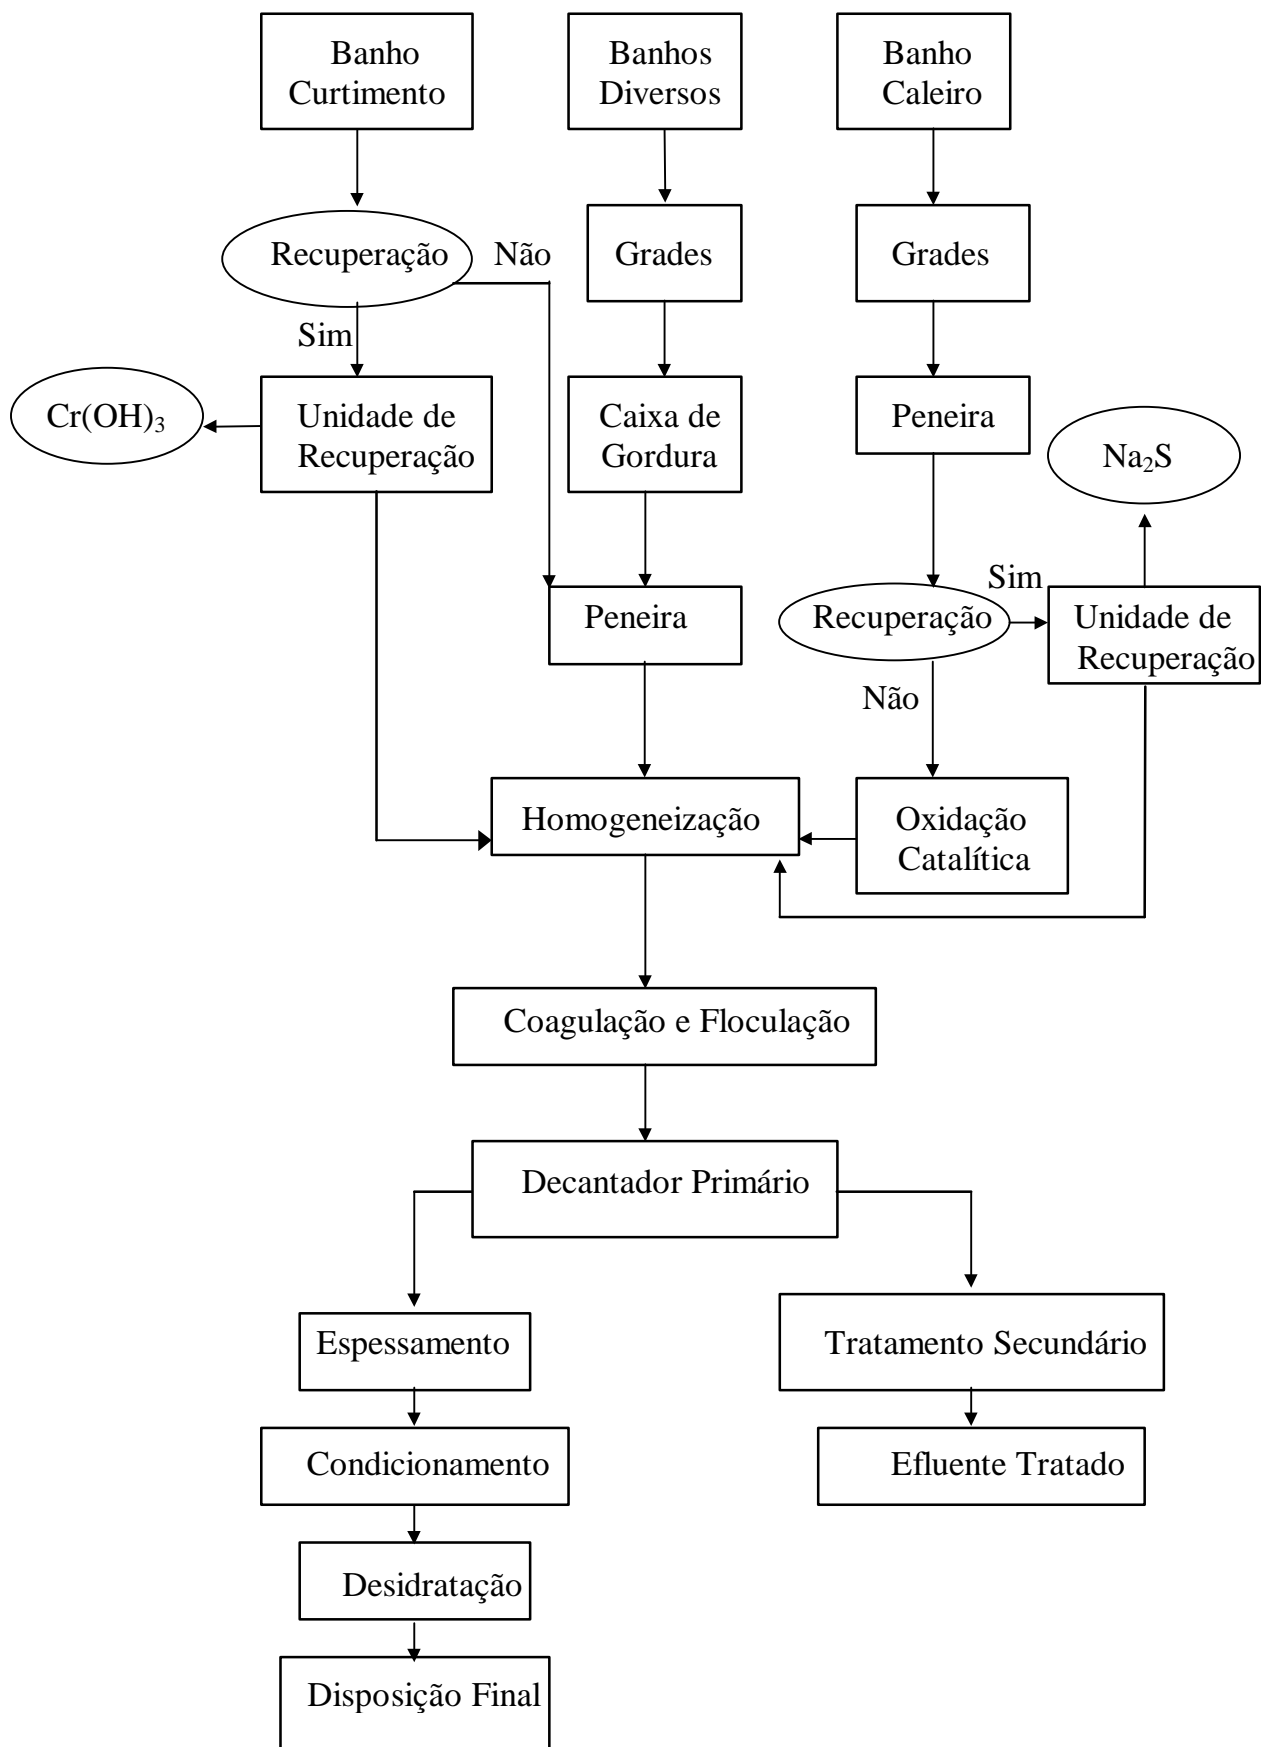 Banho
Curtimento
Banhos
Diversos
Banho
Caleiro
Recuperação
Não
Grades
Grades
Sim
Cr(OH)3
Unidade de
Recuperação
Caixa de
Gordura
Peneira
Na2S
Peneira
Recuperação
Sim
Unidade de
Recuperação
Não
Homogeneização
Oxidação
Catalítica
Coagulação e Floculação
Decantador Primário
Espessamento
Tratamento Secundário
Condicionamento
Efluente Tratado
Desidratação
Disposição Final